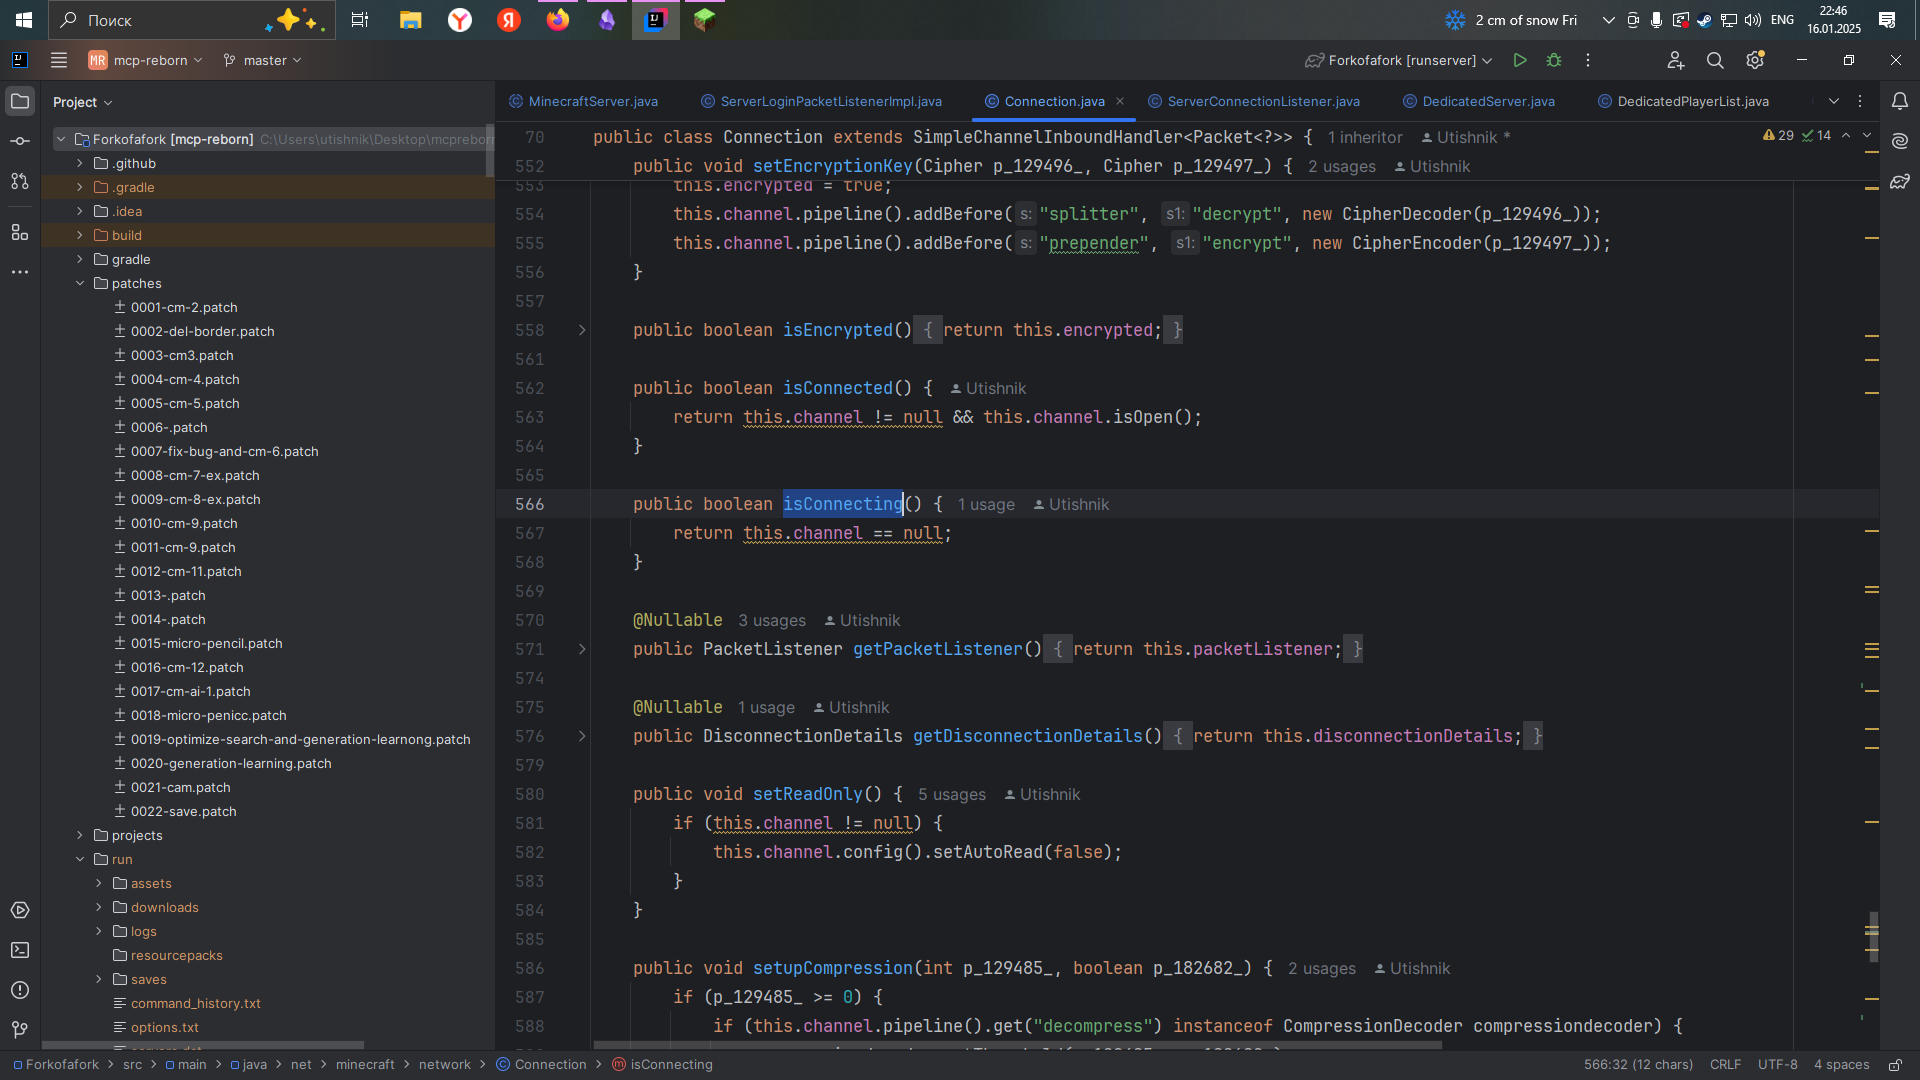 Поиск
2 cm of snow Fri
ENG
22:46
16.01.2025
MR mcp-reborn
master
Forkofafork [runserver]
Project
MinecraftServer.java
ServerLoginPacketListenerImpl.java
Connection.java
ServerConnectionListener.java
DedicatedServer.java
DedicatedPlayerList.java
Forkofafork [mcp-reborn] C:\Users\utishnik\Desktop\mcpreborn
.github
.gradle
.idea
build
gradle
patches
0001-cm-2.patch
0002-del-border.patch
0003-cm3.patch
0004-cm-4.patch
0005-cm-5.patch
0006-.patch
0007-fix-bug-and-cm-6.patch
0008-cm-7-ex.patch
0009-cm-8-ex.patch
0010-cm-9.patch
0011-cm-9.patch
0012-cm-11.patch
0013-.patch
0014-.patch
0015-micro-pencil.patch
0016-cm-12.patch
0017-cm-ai-1.patch
0018-micro-penicc.patch
0019-optimize-search-and-generation-learnong.patch
0020-generation-learning.patch
0021-cam.patch
0022-save.patch
projects
run
assets
downloads
logs
resourcepacks
saves
command_history.txt
options.txt
70 public class Connection extends SimpleChannelInboundHandler<Packet<?>> { 1 inheritor Utishnik *
29 14
552 public void setEncryptionKey(Cipher p_129496_, Cipher p_129497_) { 2 usages Utishnik
553 this.encrypted = true;
554 this.channel.pipeline().addBefore( s: "splitter", s1: "decrypt", new CipherDecoder(p_129496_));
555 this.channel.pipeline().addBefore( s: "prepender", s1: "encrypt", new CipherEncoder(p_129497_));
556 }
557
558 public boolean isEncrypted() { return this.encrypted; }
561
562 public boolean isConnected() { Utishnik
563 return this.channel != null && this.channel.isOpen();
564 }
565
566 public boolean isConnecting() { 1 usage Utishnik
567 return this.channel == null;
568 }
569
570 @Nullable 3 usages Utishnik
571 public PacketListener getPacketListener() { return this.packetListener; }
574
575 @Nullable 1 usage Utishnik
576 public DisconnectionDetails getDisconnectionDetails() { return this.disconnectionDetails; }
579
580 public void setReadOnly() { 5 usages Utishnik
581 if (this.channel != null) {
582 this.channel.config().setAutoRead(false);
583 }
584 }
585
586 public void setupCompression(int p_129485_, boolean p_182682_) { 2 usages Utishnik
587 if (p_129485_ >= 0) {
588 if (this.channel.pipeline().get("decompress") instanceof CompressionDecoder compressiondecoder) {
Forkofafork > src > main > java > net > minecraft > network > Connection > isConnecting
566:32 (12 chars) CRLF UTF-8 4 spaces